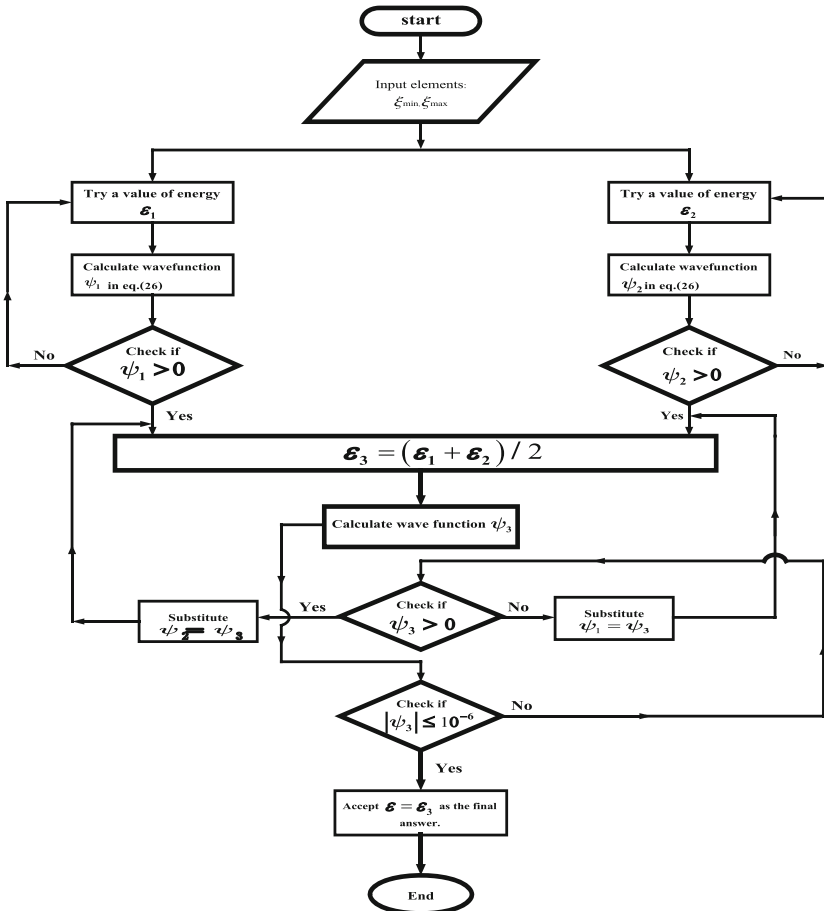 start
Input elements:
ξmin, ξmax
Try a value of energy
ε₁
Try a value of energy
ε₂
Calculate wavefunction
ψ₁ in eq.(26)
Calculate wavefunction
ψ₂ in eq.(26)
No
Check if
ψ₁ > 0
Check if
ψ₂ > 0
No
Yes
Yes
ε₃ = (ε₁ + ε₂) / 2
Calculate wave function ψ₃
Yes
Check if
ψ₃ > 0
No
Substitute
ψ₂ = ψ₃
Substitute
ψ₁ = ψ₃
Check if
|ψ₃| ≤ 10⁻⁶
No
Yes
Accept ε = ε₃ as the final
answer.
End